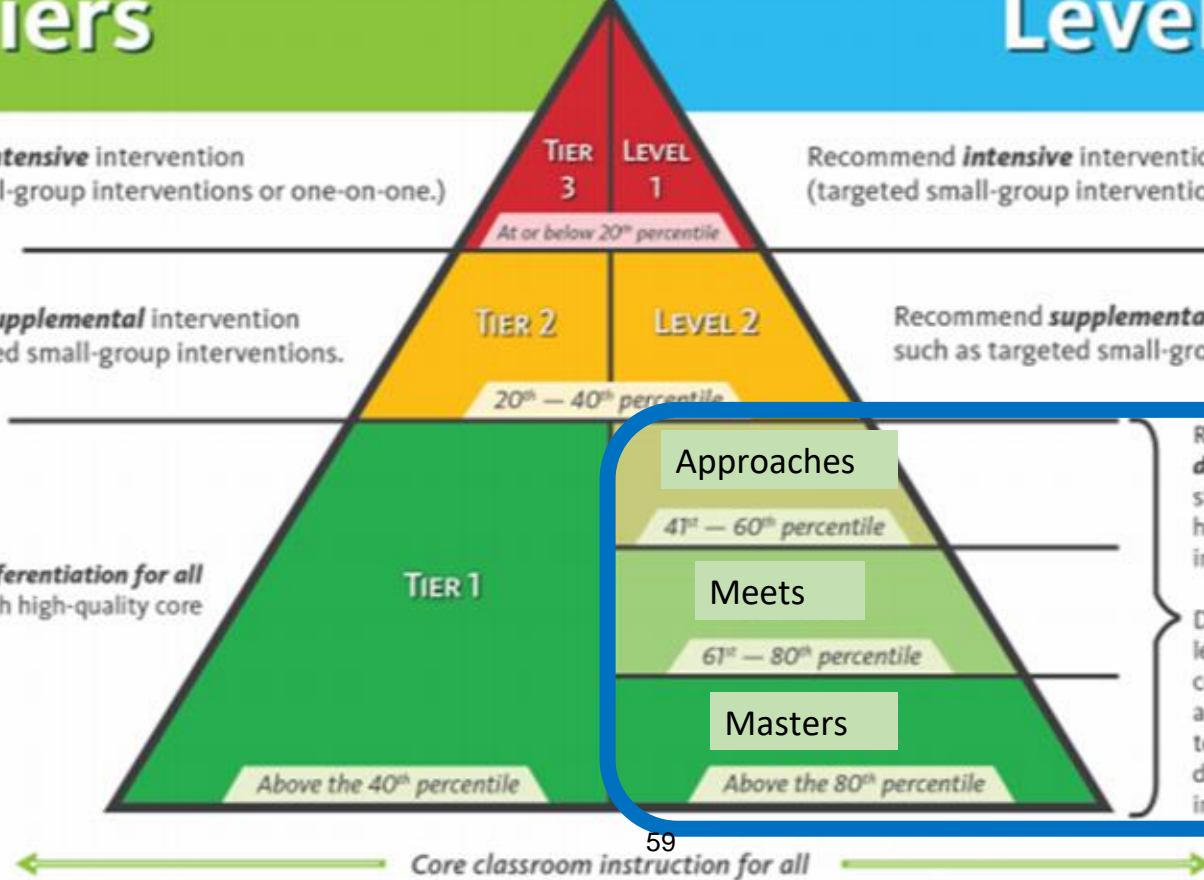 iers
Level
ntensive intervention
l-group interventions or one-on-one.)
TIER 3
LEVEL 1
At or below 20th percentile
Recommend intensive interventio
(targeted small-group interventio
upplemental intervention
ed small-group interventions.
TIER 2
LEVEL 2
20th — 40th percentile
Recommend supplementa
such as targeted small-gro
ferentiation for all
h high-quality core
TIER 1
Above the 40th percentile
Approaches
41st — 60th percentile
Meets
61st — 80th percentile
Masters
Above the 80th percentile
59
Core classroom instruction for all